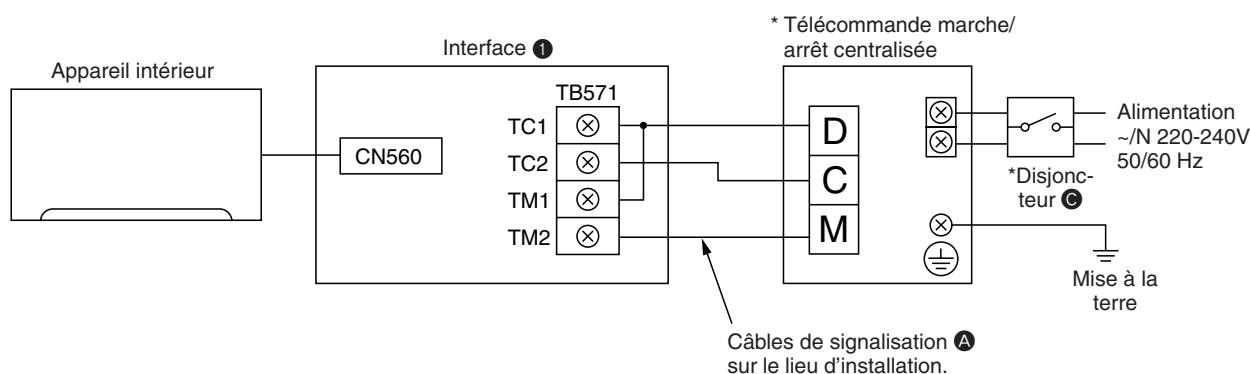 * Télécommande marche/
arrêt centralisée
Interface ❶
Appareil intérieur
TB571
TC1
TC2
TM1
TM2
CN560
D
C
M
Alimentation
~/N 220-240V
50/60 Hz
*Disjonc-
teur 🅒
Mise à la
terre
Câbles de signalisation 🅐
sur le lieu d'installation.